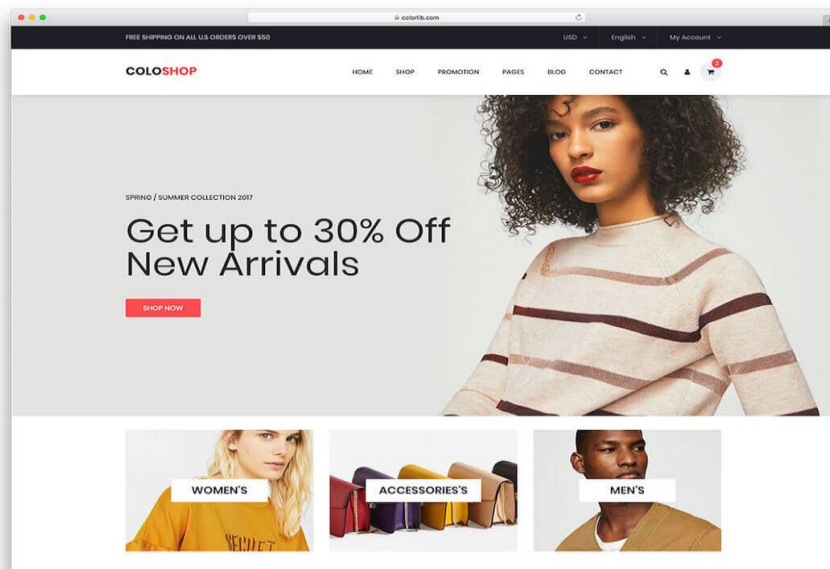 colorlib.com
FREE SHIPPING ON ALL U.S ORDERS OVER $50
USD
English
My Account
COLOSHOP
HOME
SHOP
PROMOTION
PAGES
BLOG
CONTACT
3
SPRING / SUMMER COLLECTION 2017
Get up to 30% Off
New Arrivals
SHOP NOW
WOMEN'S
ACCESSORIES'S
MEN'S